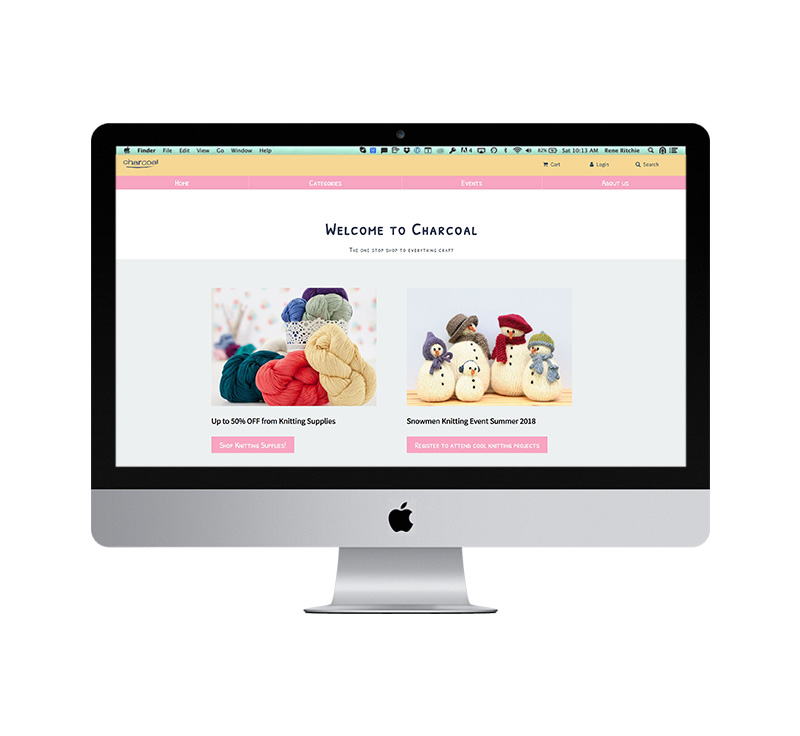 Finder File Edit View Go Window Help 4 82% Sat 10:13 AM Rene Ritchie
charcoal Cart Login Search
Home Categories Events About us
Welcome to Charcoal
The one stop shop to everything craft
Up to 50% OFF from Knitting Supplies Snowmen Knitting Event Summer 2018
Shop Knitting Supplies! Register to attend cool knitting projects